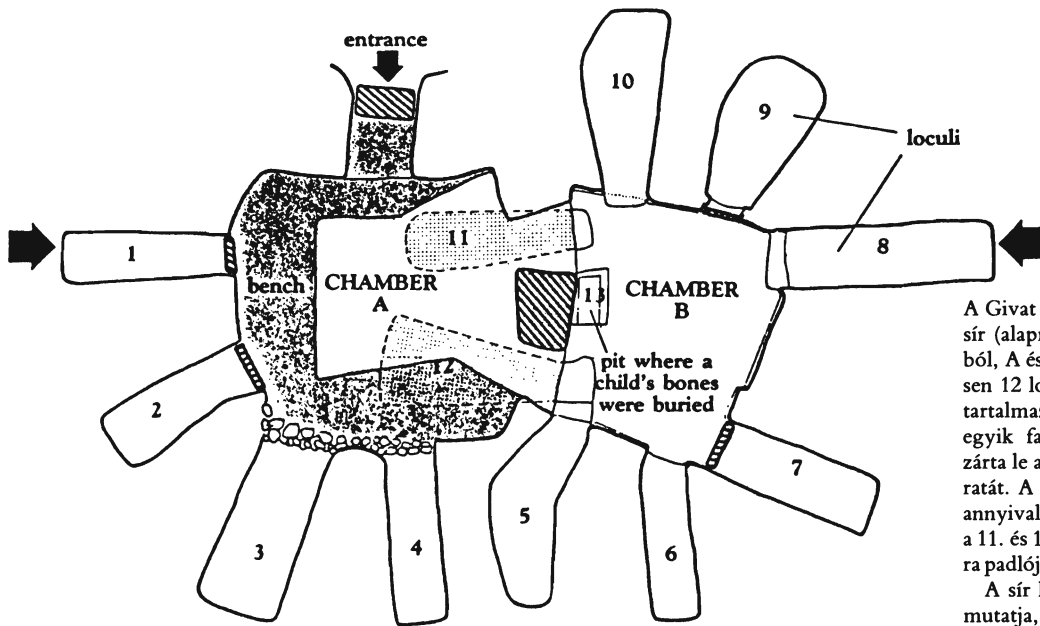 entrance
10
9
loculi
11
1
8
bench
CHAMBER
A
13
CHAMBER
B
pit where a
child's bones
were buried
12
2
7
3
4
5
6
A Givat
sír (alapr
ból, A és
sen 12 lo
tartalmas
egyik fa
zárta le a
ratát. A
annyival
a 11. és 1
ra padlój
A sír l
mutatja,